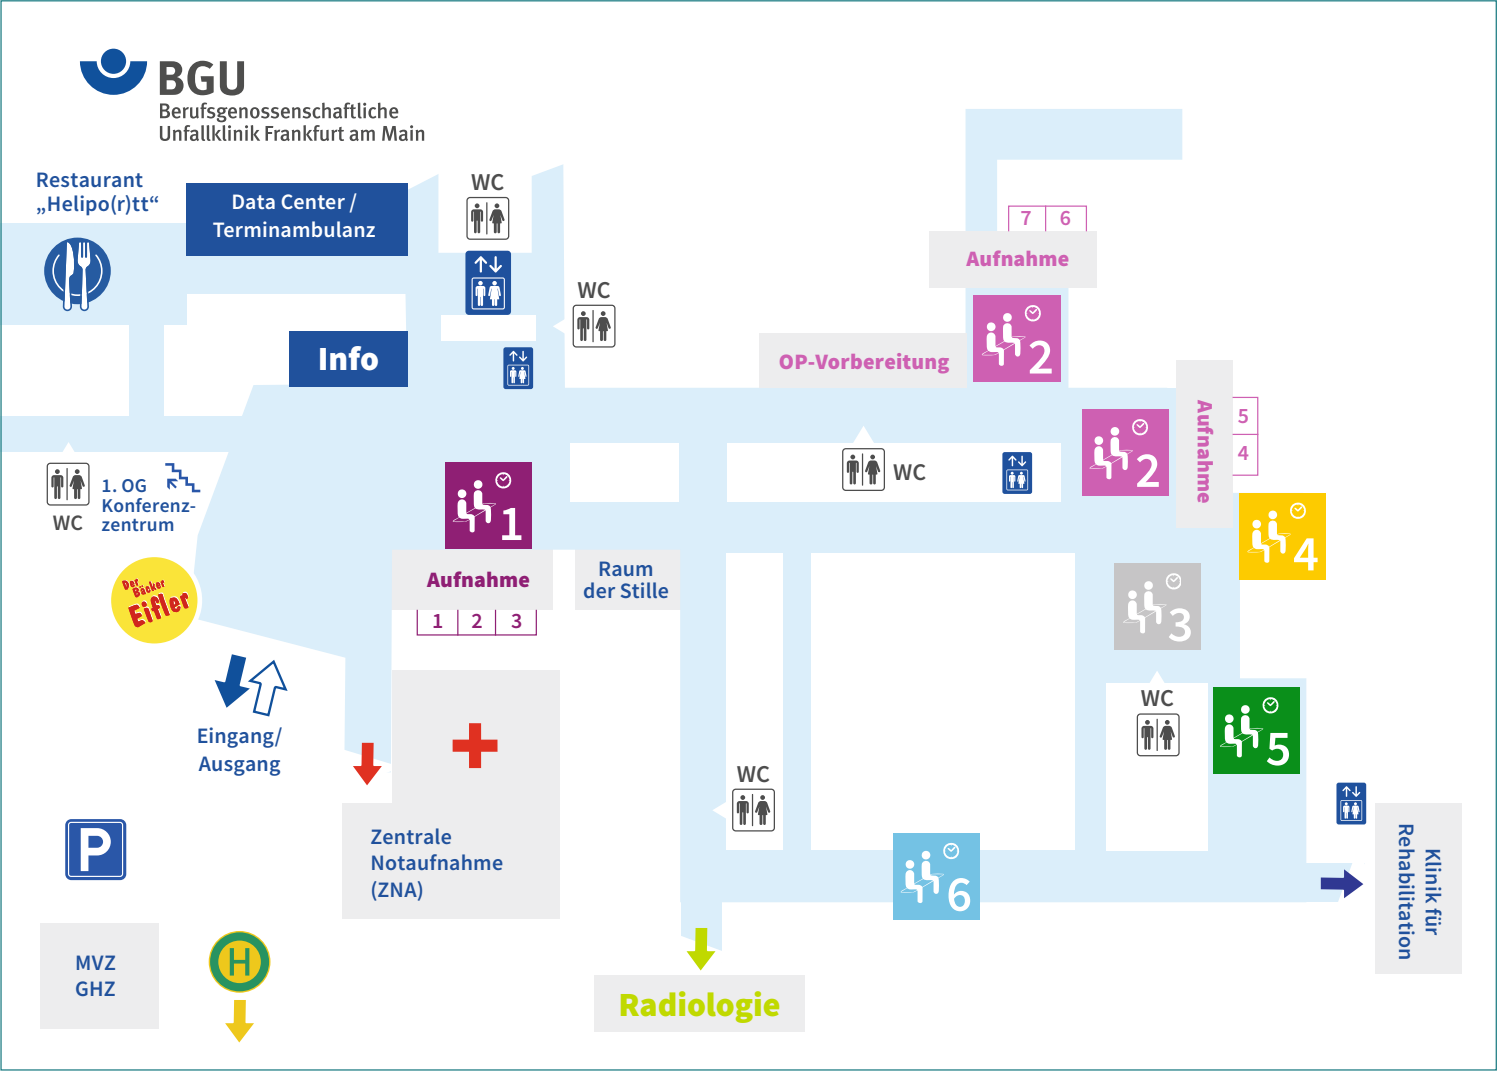 BGU
Berufsgenossenschaftliche
Unfallklinik Frankfurt am Main
Restaurant
„Helipo(r)tt“
Data Center /
Terminambulanz
WC
WC
Info
7 6
Aufnahme
2
OP-Vorbereitung
2
Aufnahme
5
4
WC
1. OG
Konferenz-
zentrum
WC
1
Aufnahme
1 2 3
Raum
der Stille
4
3
Der
Bäcker
Eifler
WC
5
Eingang/
Ausgang
WC
P
Zentrale
Notaufnahme
(ZNA)
6
Klinik für
Rehabilitation
MVZ
GHZ
H
Radiologie